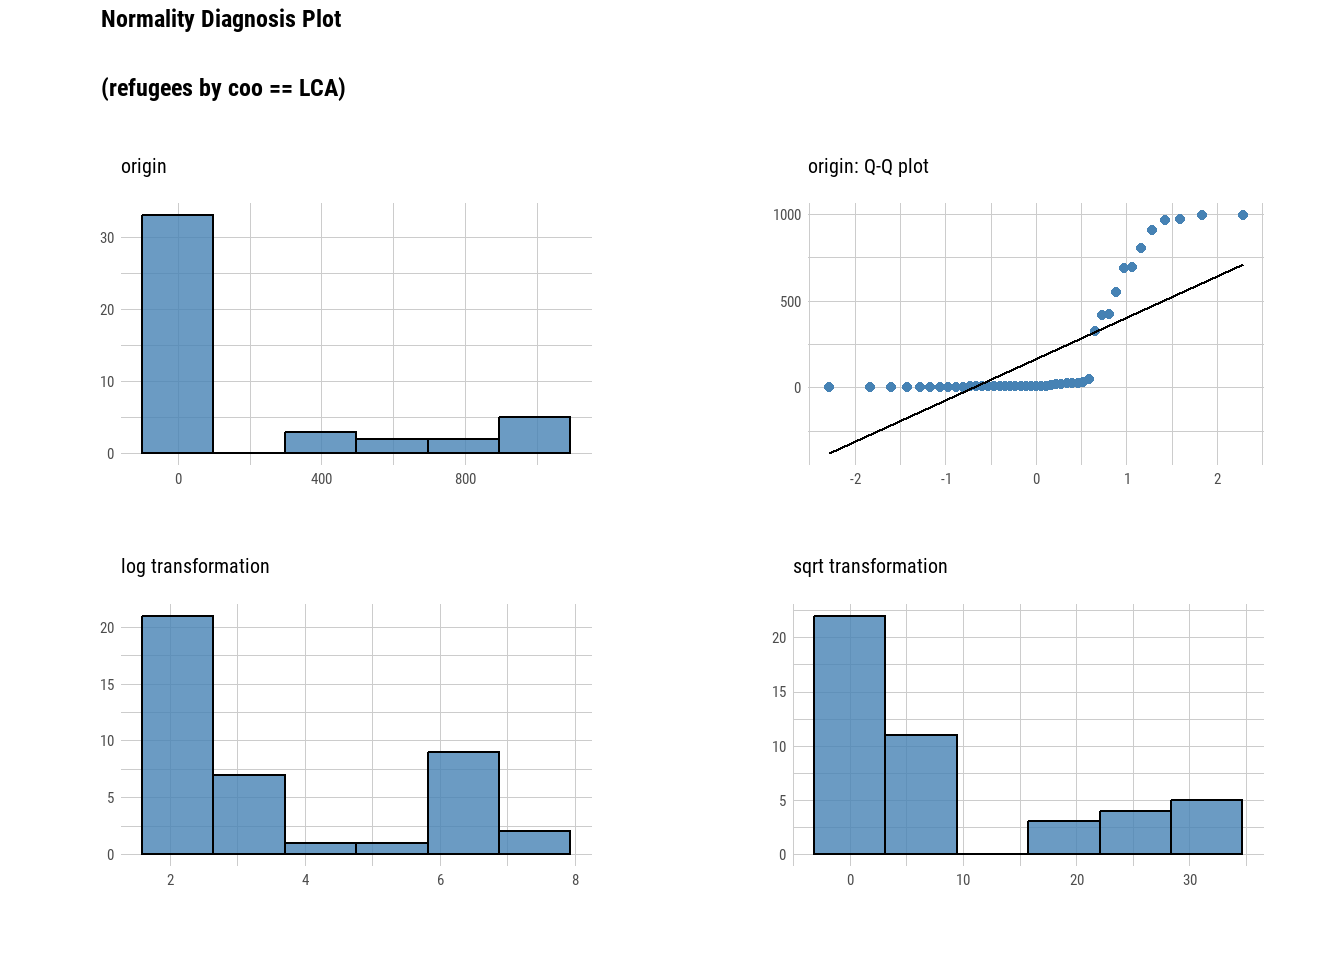 Normality Diagnosis Plot
(refugees by coo == LCA)
origin
30
20
10
0
0 400 800
origin: Q-Q plot
1000
500
0
-2 -1 0 1 2
log transformation
20
15
10
5
0
2 4 6 8
sqrt transformation
20
15
10
5
0
0 10 20 30